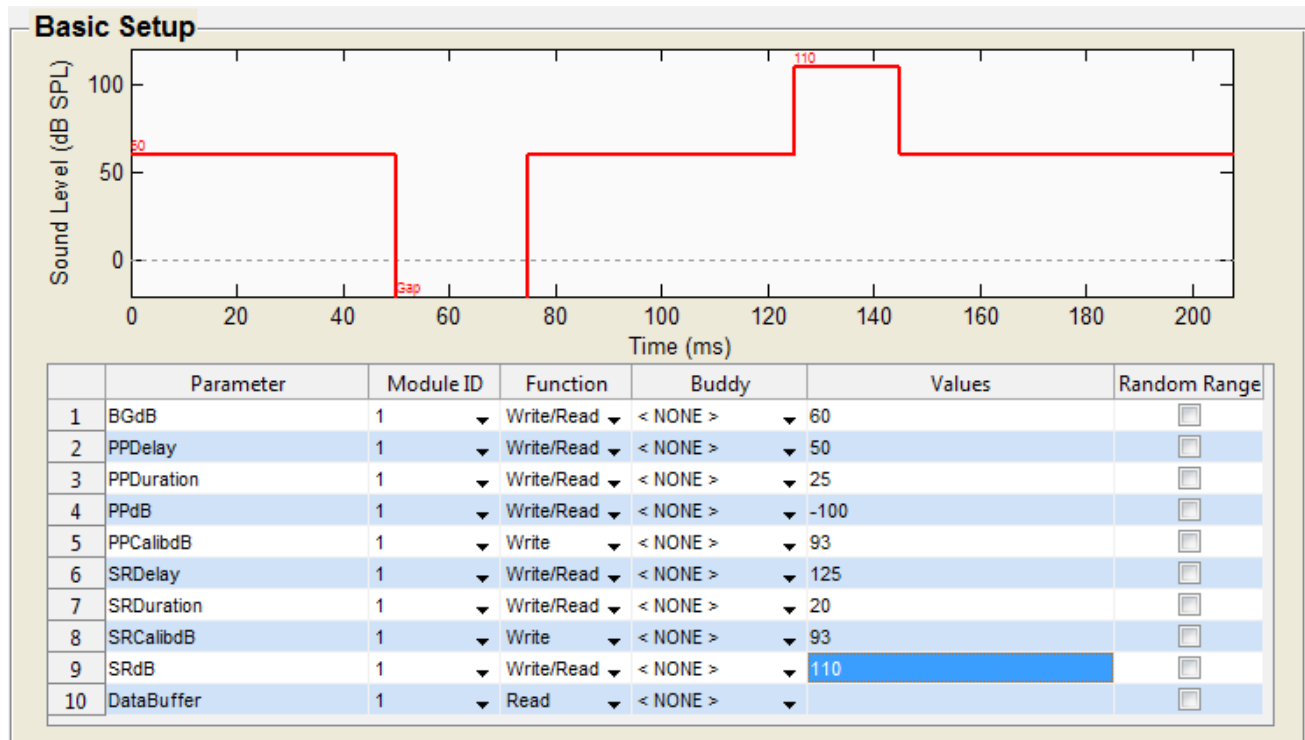 Basic Setup
Sound Level (dB SPL)
100
50
0
60
Gap
110
0 20 40 60 80 100 120 140 160 180 200
Time (ms)
Parameter Module ID Function Buddy Values Random Range
1 BGdB 1 Write/Read < NONE > 60
2 PPDelay 1 Write/Read < NONE > 50
3 PPDuration 1 Write/Read < NONE > 25
4 PPdB 1 Write/Read < NONE > -100
5 PPCalibdB 1 Write < NONE > 93
6 SRDelay 1 Write/Read < NONE > 125
7 SRDuration 1 Write/Read < NONE > 20
8 SRCalibdB 1 Write < NONE > 93
9 SRdB 1 Write/Read < NONE > 110
10 DataBuffer 1 Read < NONE >